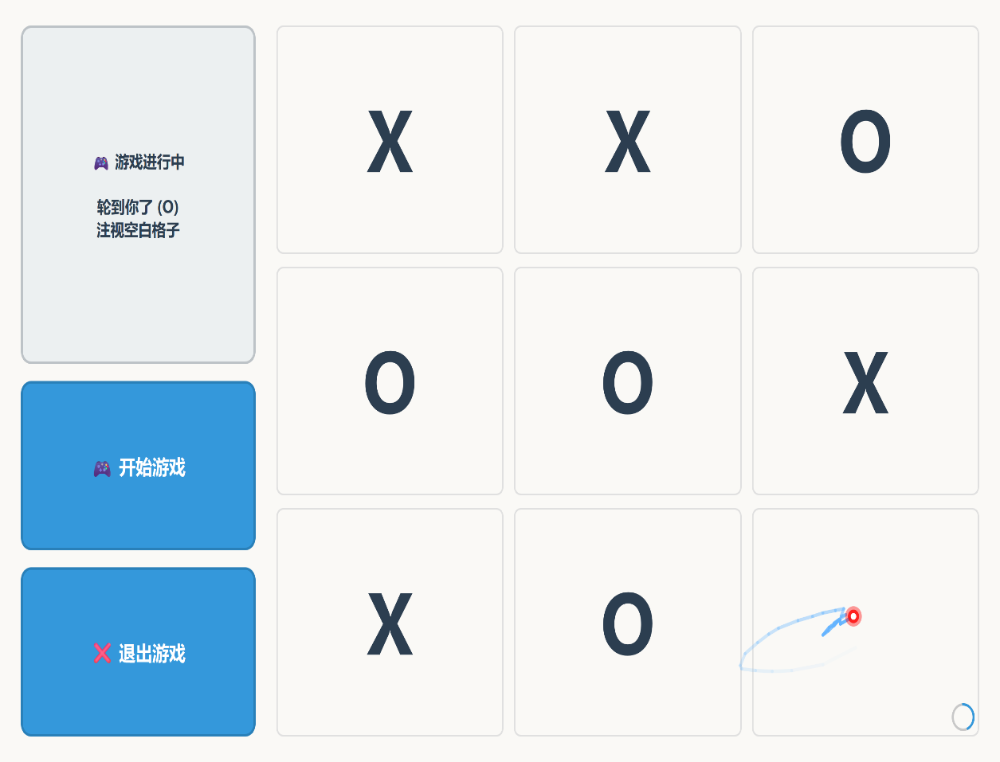 🎮 游戏进行中
轮到你了 (O)
注视空白格子
🎮 开始游戏
❌ 退出游戏
X X O
O O X
X O